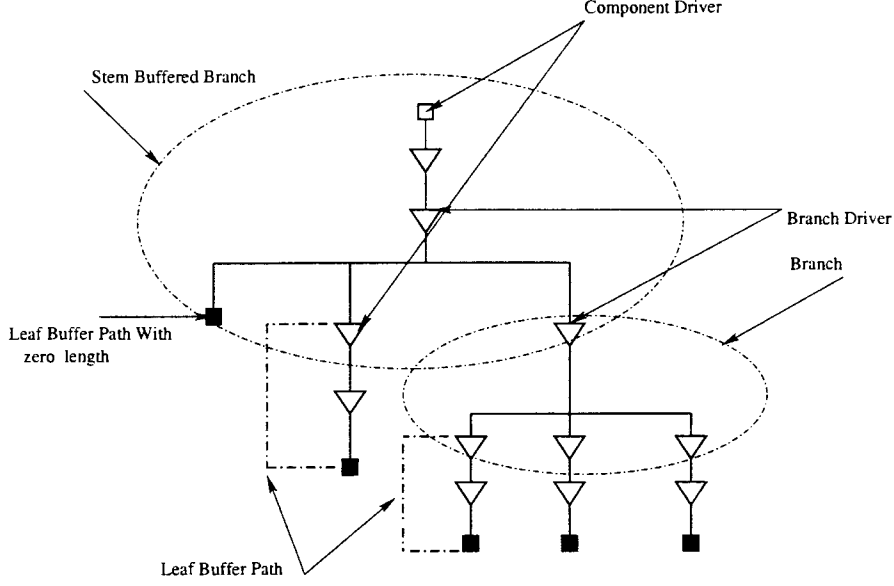 Component Driver
Stem Buffered Branch
Branch Driver
Branch
Leaf Buffer Path With
zero length
Leaf Buffer Path